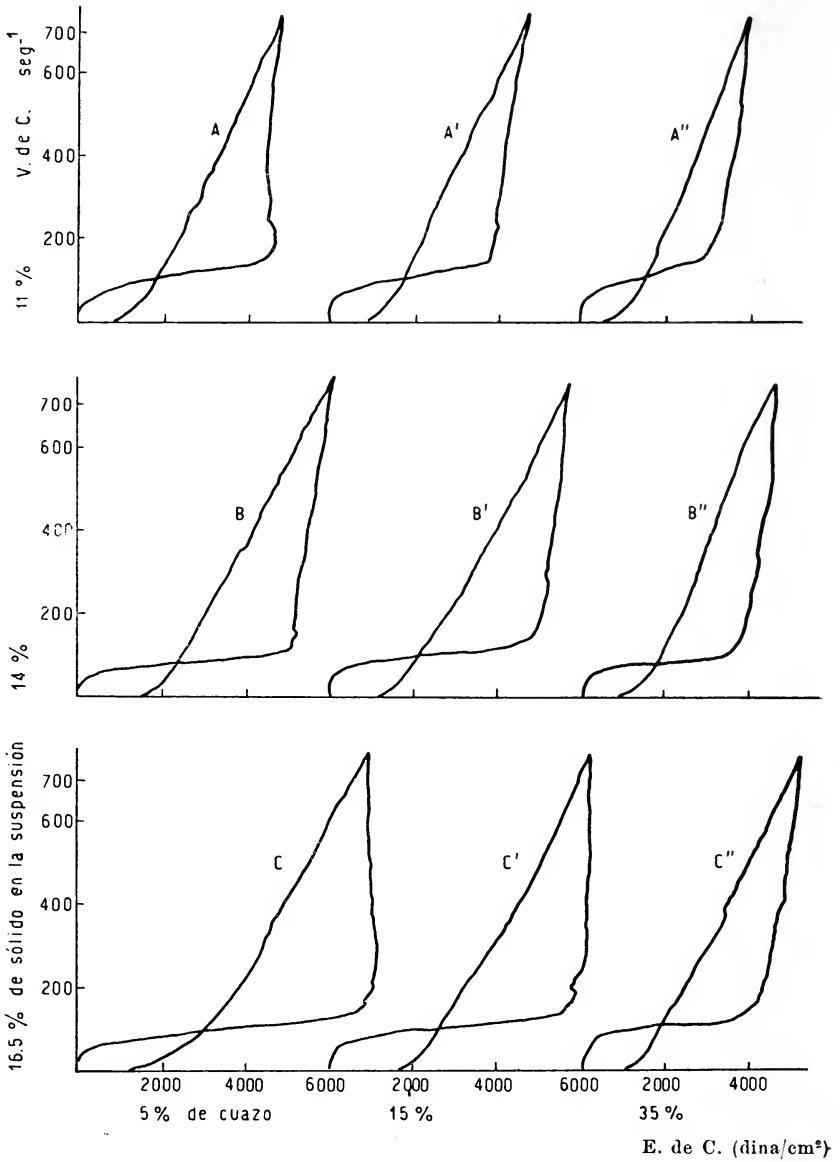 V. de C. seg-1
11 %
700
600
400
200
A
A'
A"
14 %
700
600
400
200
B
B'
B"
16.5 % de sólido en la suspensión
700
600
400
200
C
C'
C"
2000 4000 6000 2000 4000 6000 2000 4000
5 % de cuazo 15 % 35 %
E. de C. (dina/cm²)